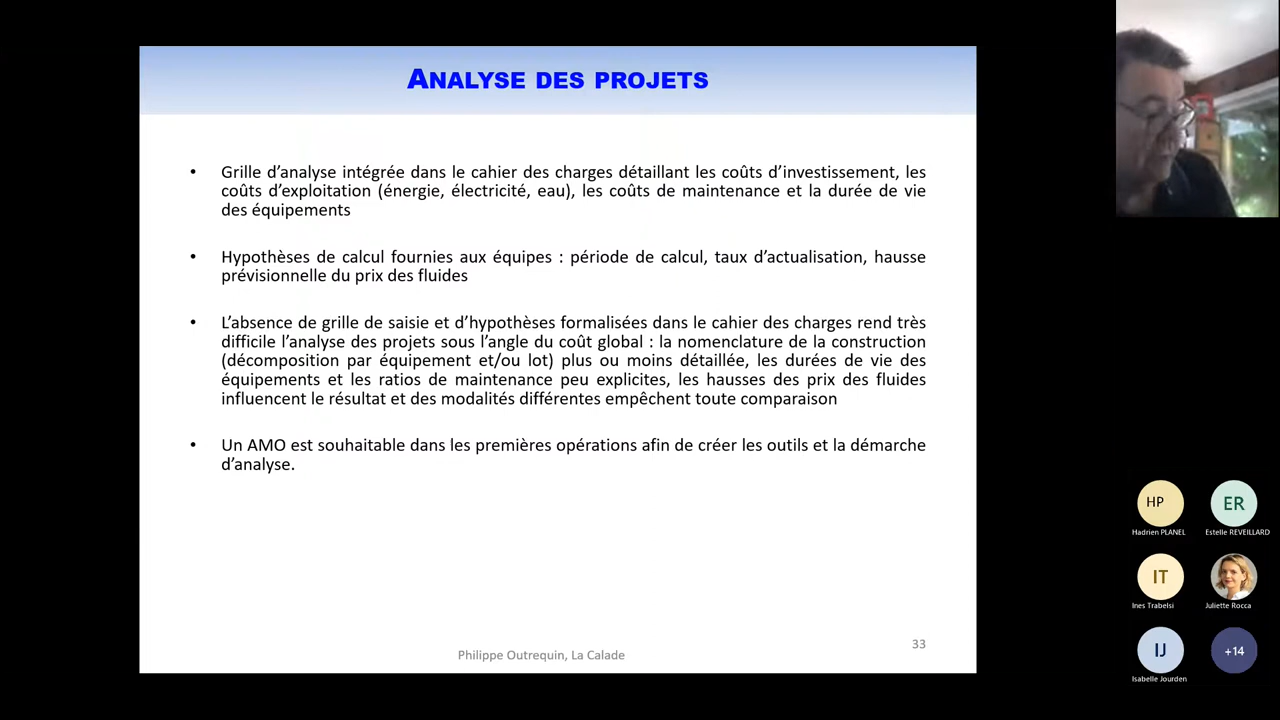 ANALYSE DES PROJETS
• Grille d'analyse intégrée dans le cahier des charges détaillant les coûts d'investissement, les
coûts d'exploitation (énergie, électricité, eau), les coûts de maintenance et la durée de vie
des équipements
• Hypothèses de calcul fournies aux équipes : période de calcul, taux d'actualisation, hausse
prévisionnelle du prix des fluides
• L'absence de grille de saisie et d'hypothèses formalisées dans le cahier des charges rend très
difficile l'analyse des projets sous l'angle du coût global : la nomenclature de la construction
(décomposition par équipement et/ou lot) plus ou moins détaillée, les durées de vie des
équipements et les ratios de maintenance peu explicites, les hausses des prix des fluides
influencent le résultat et des modalités différentes empêchent toute comparaison
• Un AMO est souhaitable dans les premières opérations afin de créer les outils et la démarche
d'analyse.
33
Philippe Outrequin, La Calade
HP
ER
Hadrien PLANEL
Estelle REVEILLARD
IT
Ines Trabelsi
Juliette Rocca
IJ
+14
Isabelle Jourden